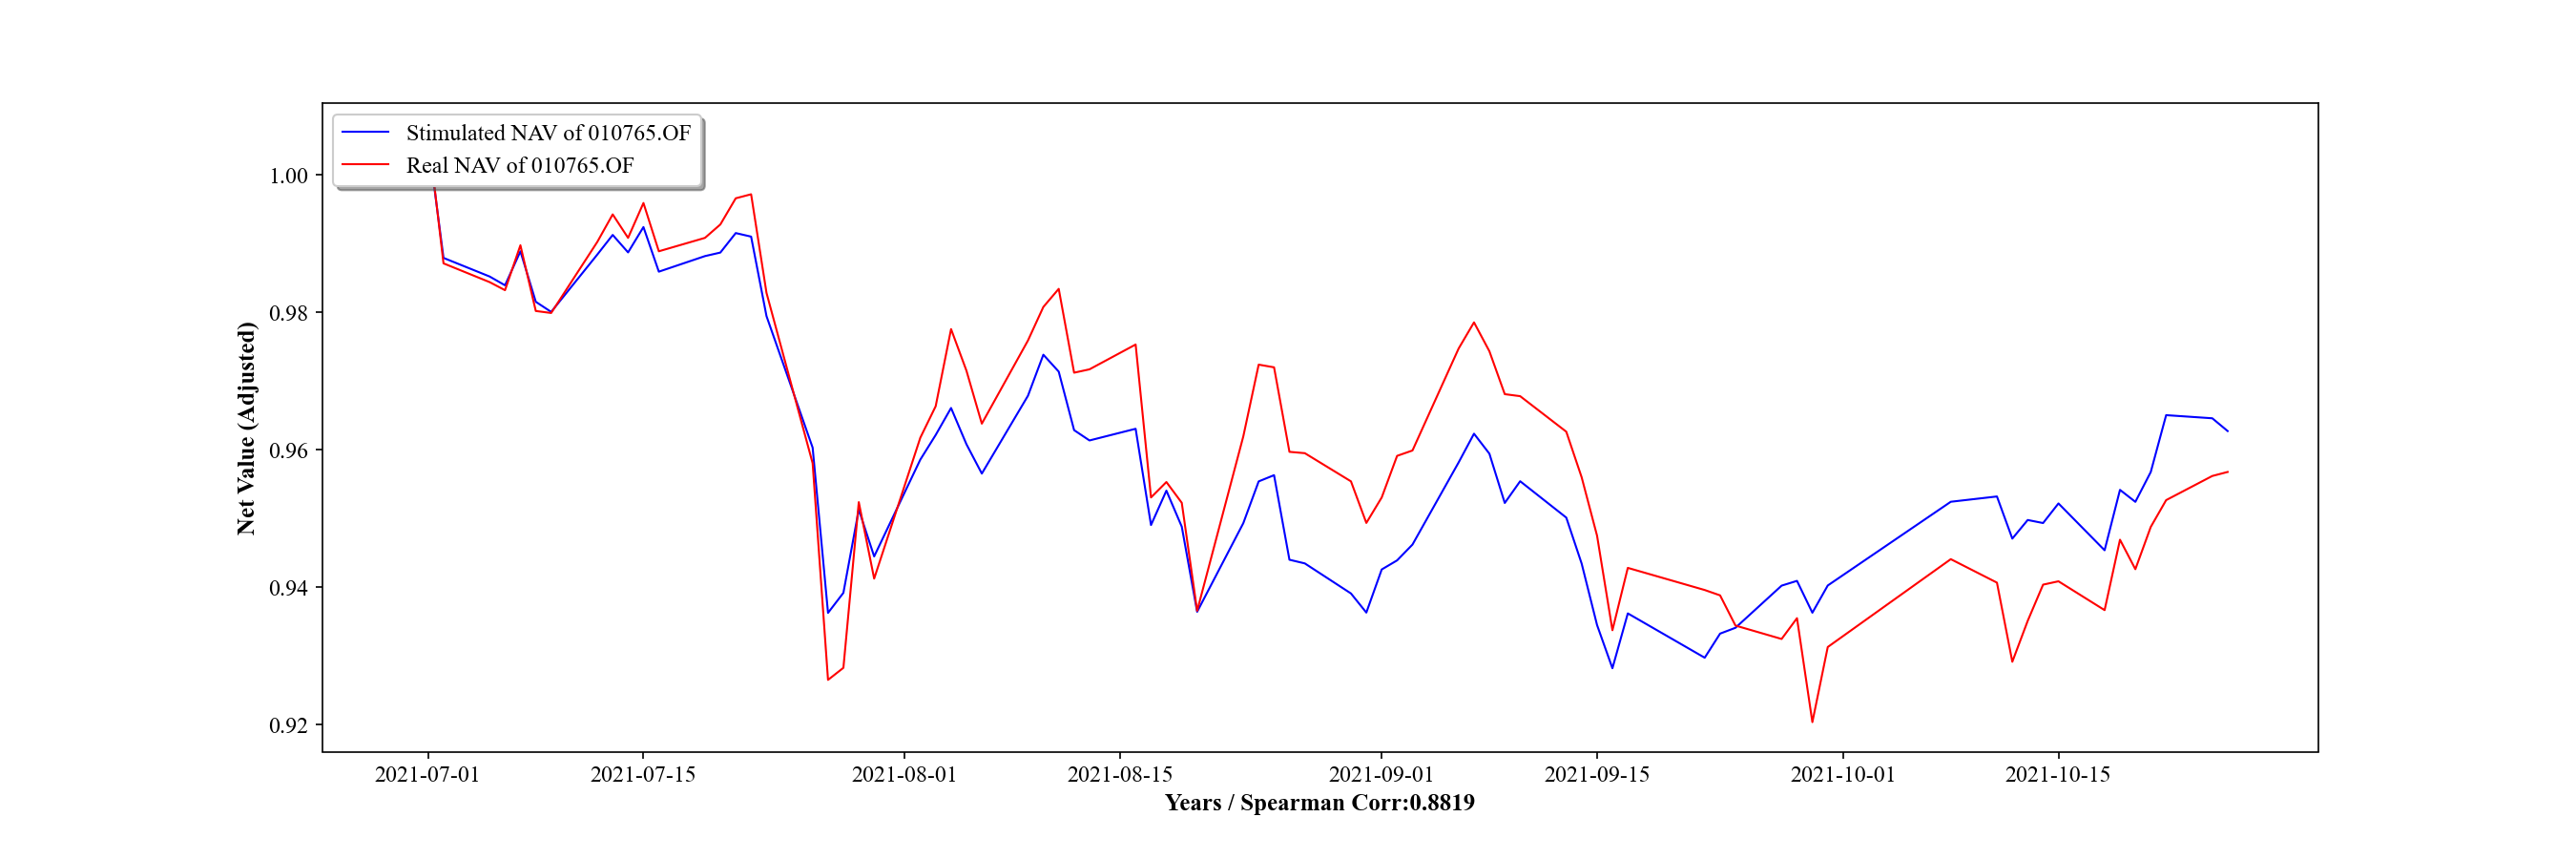 Stimulated NAV of 010765.OF
Real NAV of 010765.OF
1.00
0.98
0.96
0.94
0.92
Net Value (Adjusted)
2021-07-01 2021-07-15 2021-08-01 2021-08-15 2021-09-01 2021-09-15 2021-10-01 2021-10-15
Years / Spearman Corr:0.8819